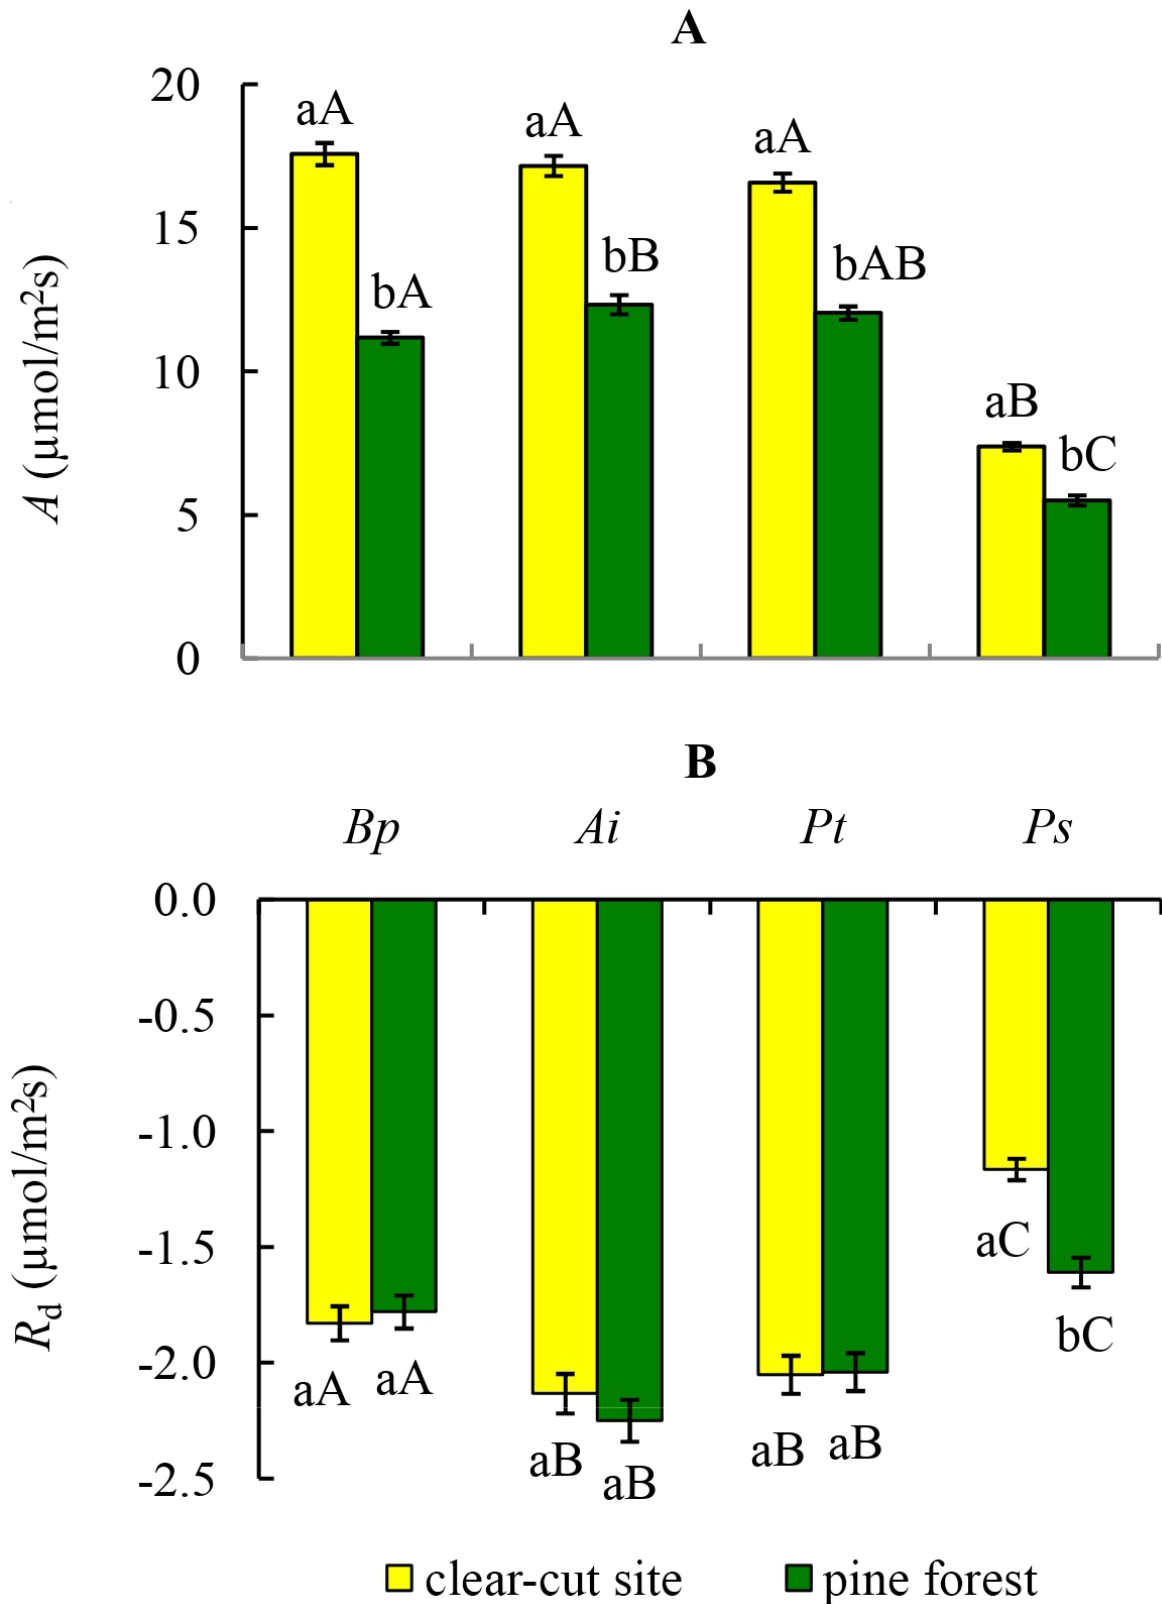 A
20
15
10
5
0
A (μmol/m²s)
aA
bA
aA
bB
aA
bAB
aB
bC
B
Bp Ai Pt Ps
0.0
-0.5
-1.0
-1.5
-2.0
-2.5
Rd (μmol/m²s)
aA
aA
aB
aB
aB
aB
aC
bC
clear-cut site pine forest